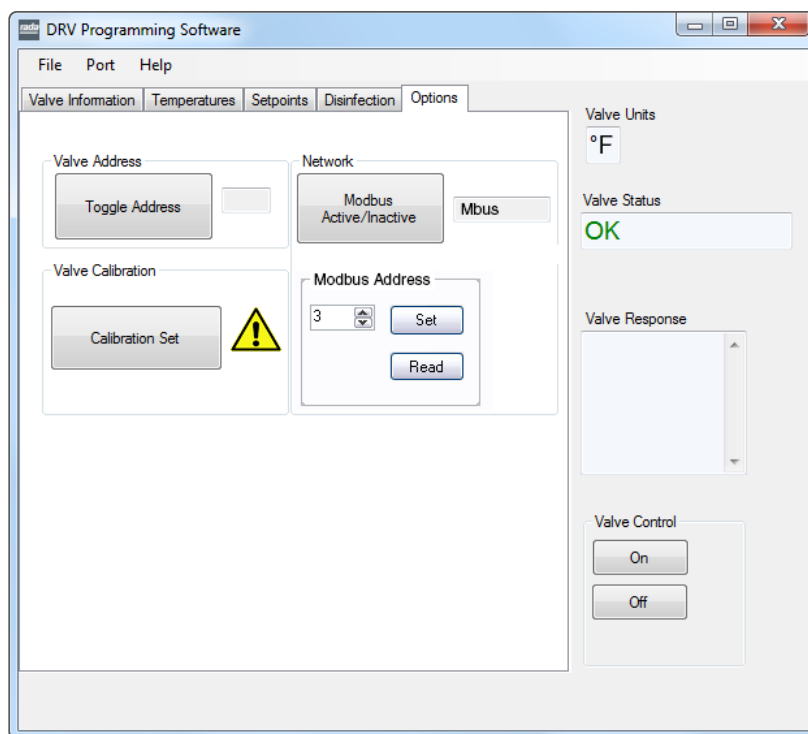 rada DRV Programming Software
File Port Help
Valve Information Temperatures Setpoints Disinfection Options
Valve Address
Toggle Address
Network
Modbus
Active/Inactive
Mbus
Valve Calibration
Calibration Set
Modbus Address
3
Set
Read
Valve Units
°F
Valve Status
OK
Valve Response
Valve Control
On
Off